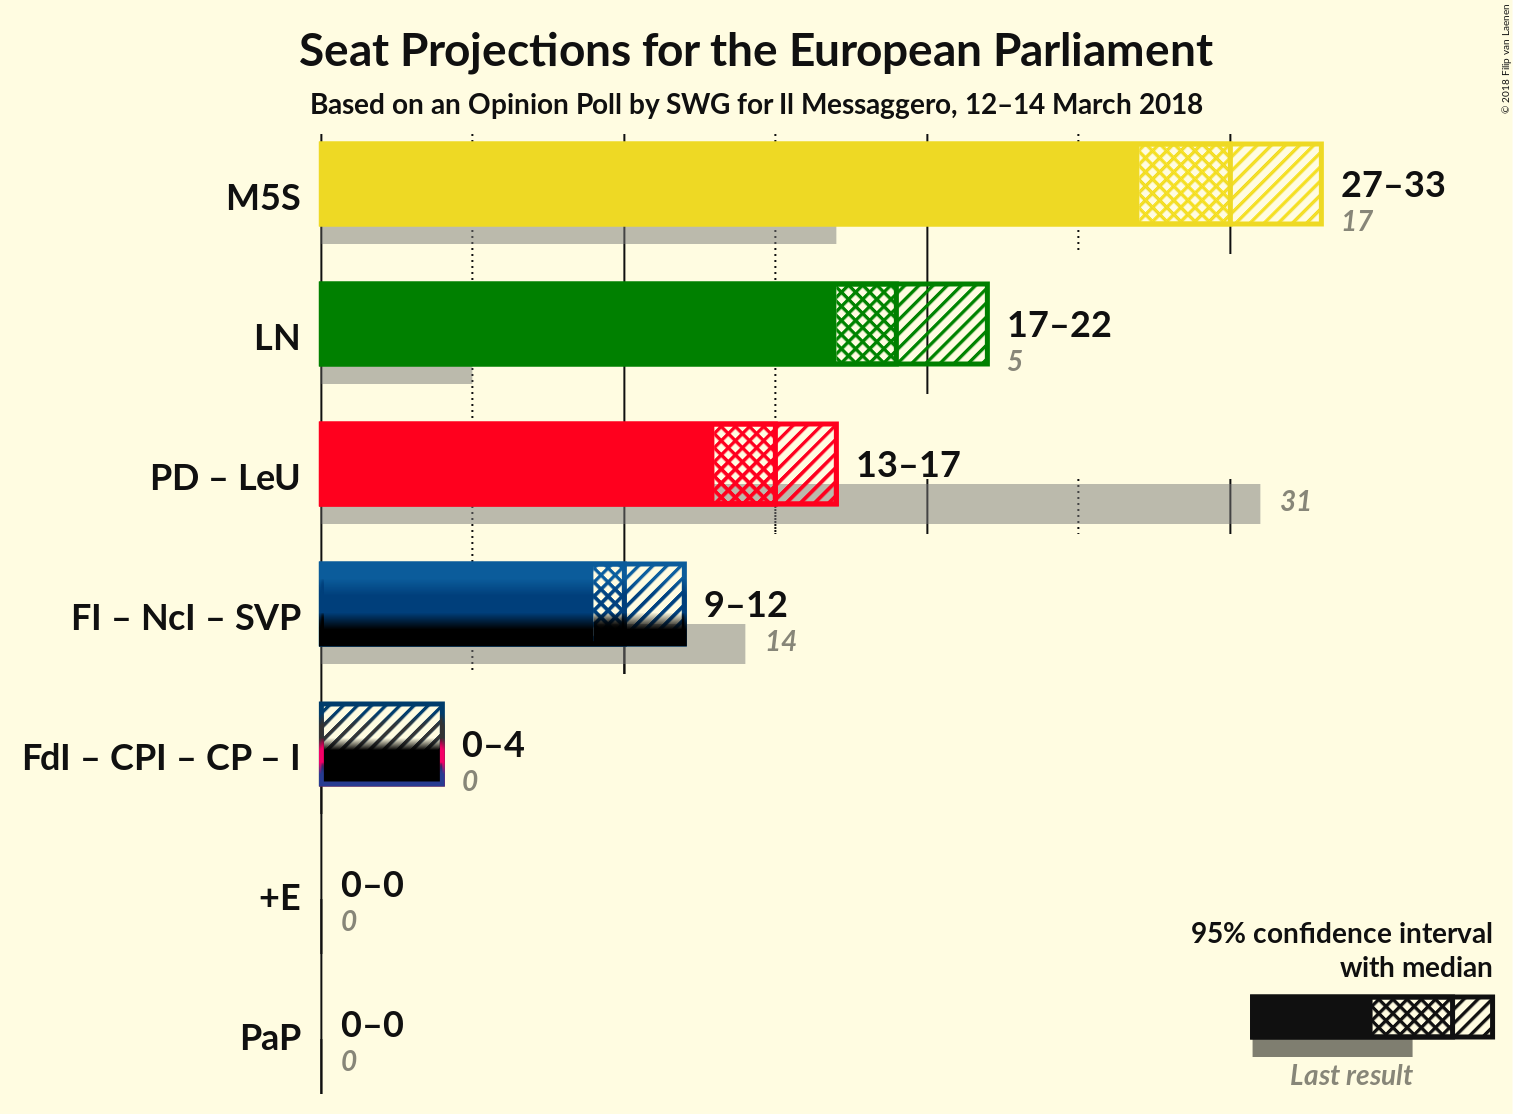 Seat Projections for the European Parliament
Based on an Opinion Poll by SWG for Il Messaggero, 12–14 March 2018
© 2018 Filip van Laenen
M5S
27–33
17
LN
17–22
5
PD – LeU
13–17
31
FI – NcI – SVP
9–12
14
FdI – CPI – CP – I
0–4
0
+E
0–0
0
PaP
0–0
0
95% confidence interval
with median
Last result